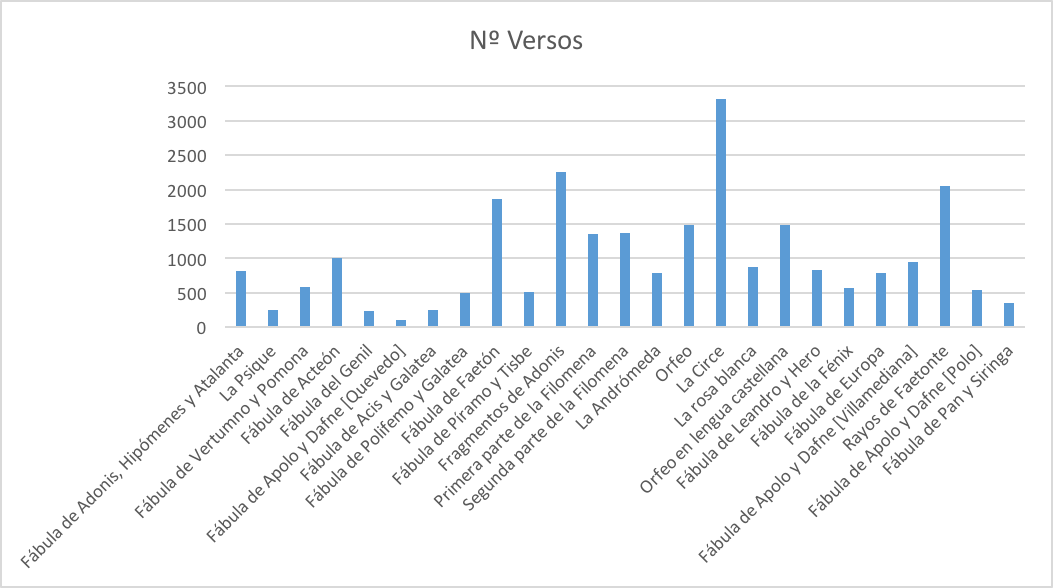 Nº Versos
3500
3000
2500
2000
1500
1000
500
0
Fábula de Adonis, Hipómenes y Atalanta
La Psique
Fábula de Vertumno y Pomona
Fábula de Acteón
Fábula del Genil
Fábula de Apolo y Dafne [Quevedo]
Fábula de Acis y Galatea
Fábula de Polifemo y Galatea
Fábula de Faetón
Fábula de Píramo y Tisbe
Fragmentos de Adonis
Primera parte de la Filomena
Segunda parte de la Filomena
La Andrómeda
Orfeo
La Circe
La rosa blanca
Orfeo en lengua castellana
Fábula de Leandro y Hero
Fábula de la Fénix
Fábula de Europa
Fábula de Apolo y Dafne [Villamediana]
Rayos de Faetonte
Fábula de Apolo y Dafne [Polo]
Fábula de Pan y Siringa